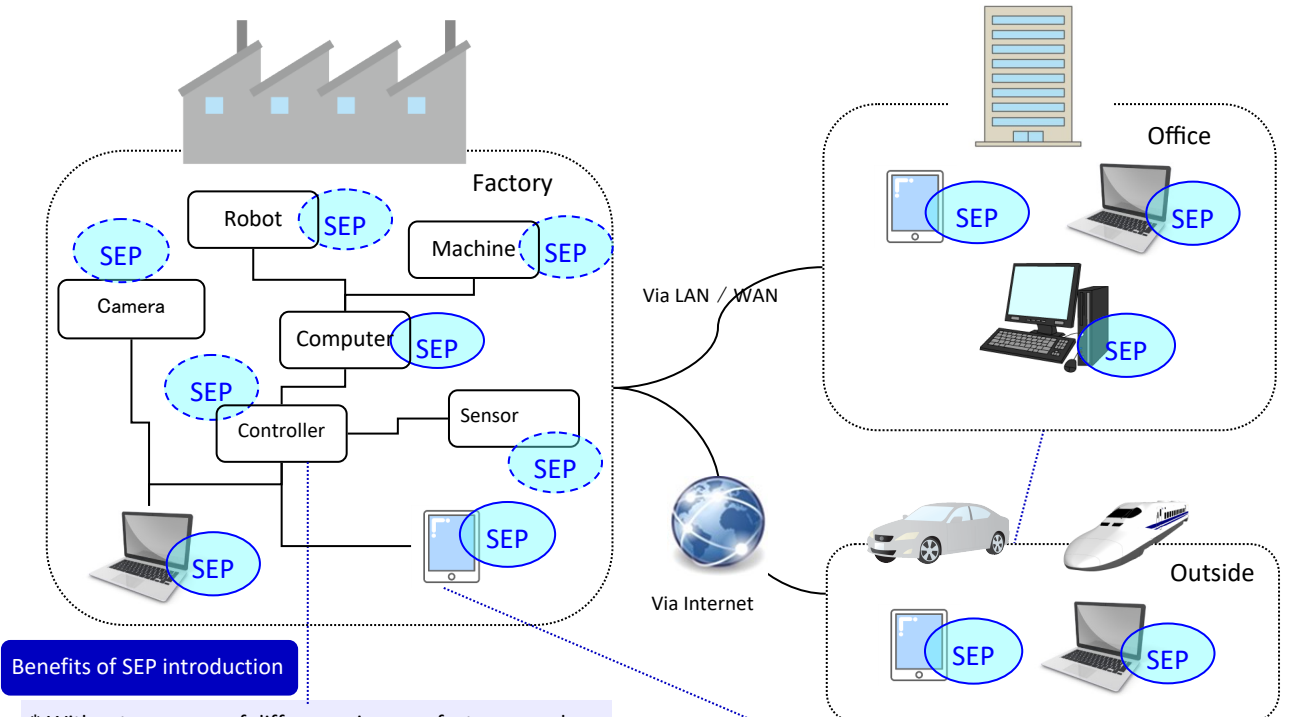 Factory
Robot
SEP
Machine
SEP
SEP
Camera
Computer
SEP
SEP
Controller
Sensor
SEP
SEP
SEP
Via LAN／WAN
Via Internet
Office
SEP
SEP
SEP
Outside
SEP
SEP
Benefits of SEP introduction